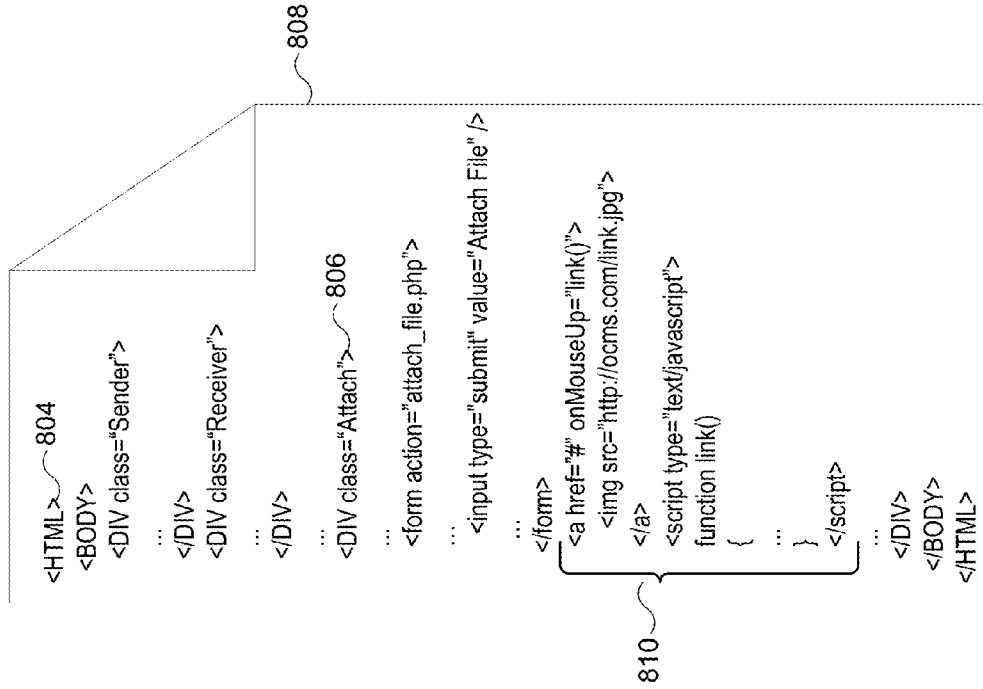 <HTML> 804
<BODY>
<DIV class=“Sender”>
...
</DIV>
<DIV class=“Receiver”>
...
</DIV>
...
<DIV class=“Attach”> 806
...
<form action=”attach_file.php”>
...
<input type="submit" value="Attach File" />
...
</form>
<a href=”#” onMouseUp=”link()”>
<img src=”http://ocms.com/link.jpg”>
</a>
<script type=”text/javascript”>
function link()
{
...
}
</script>
...
</DIV>
</BODY>
</HTML>
808
810